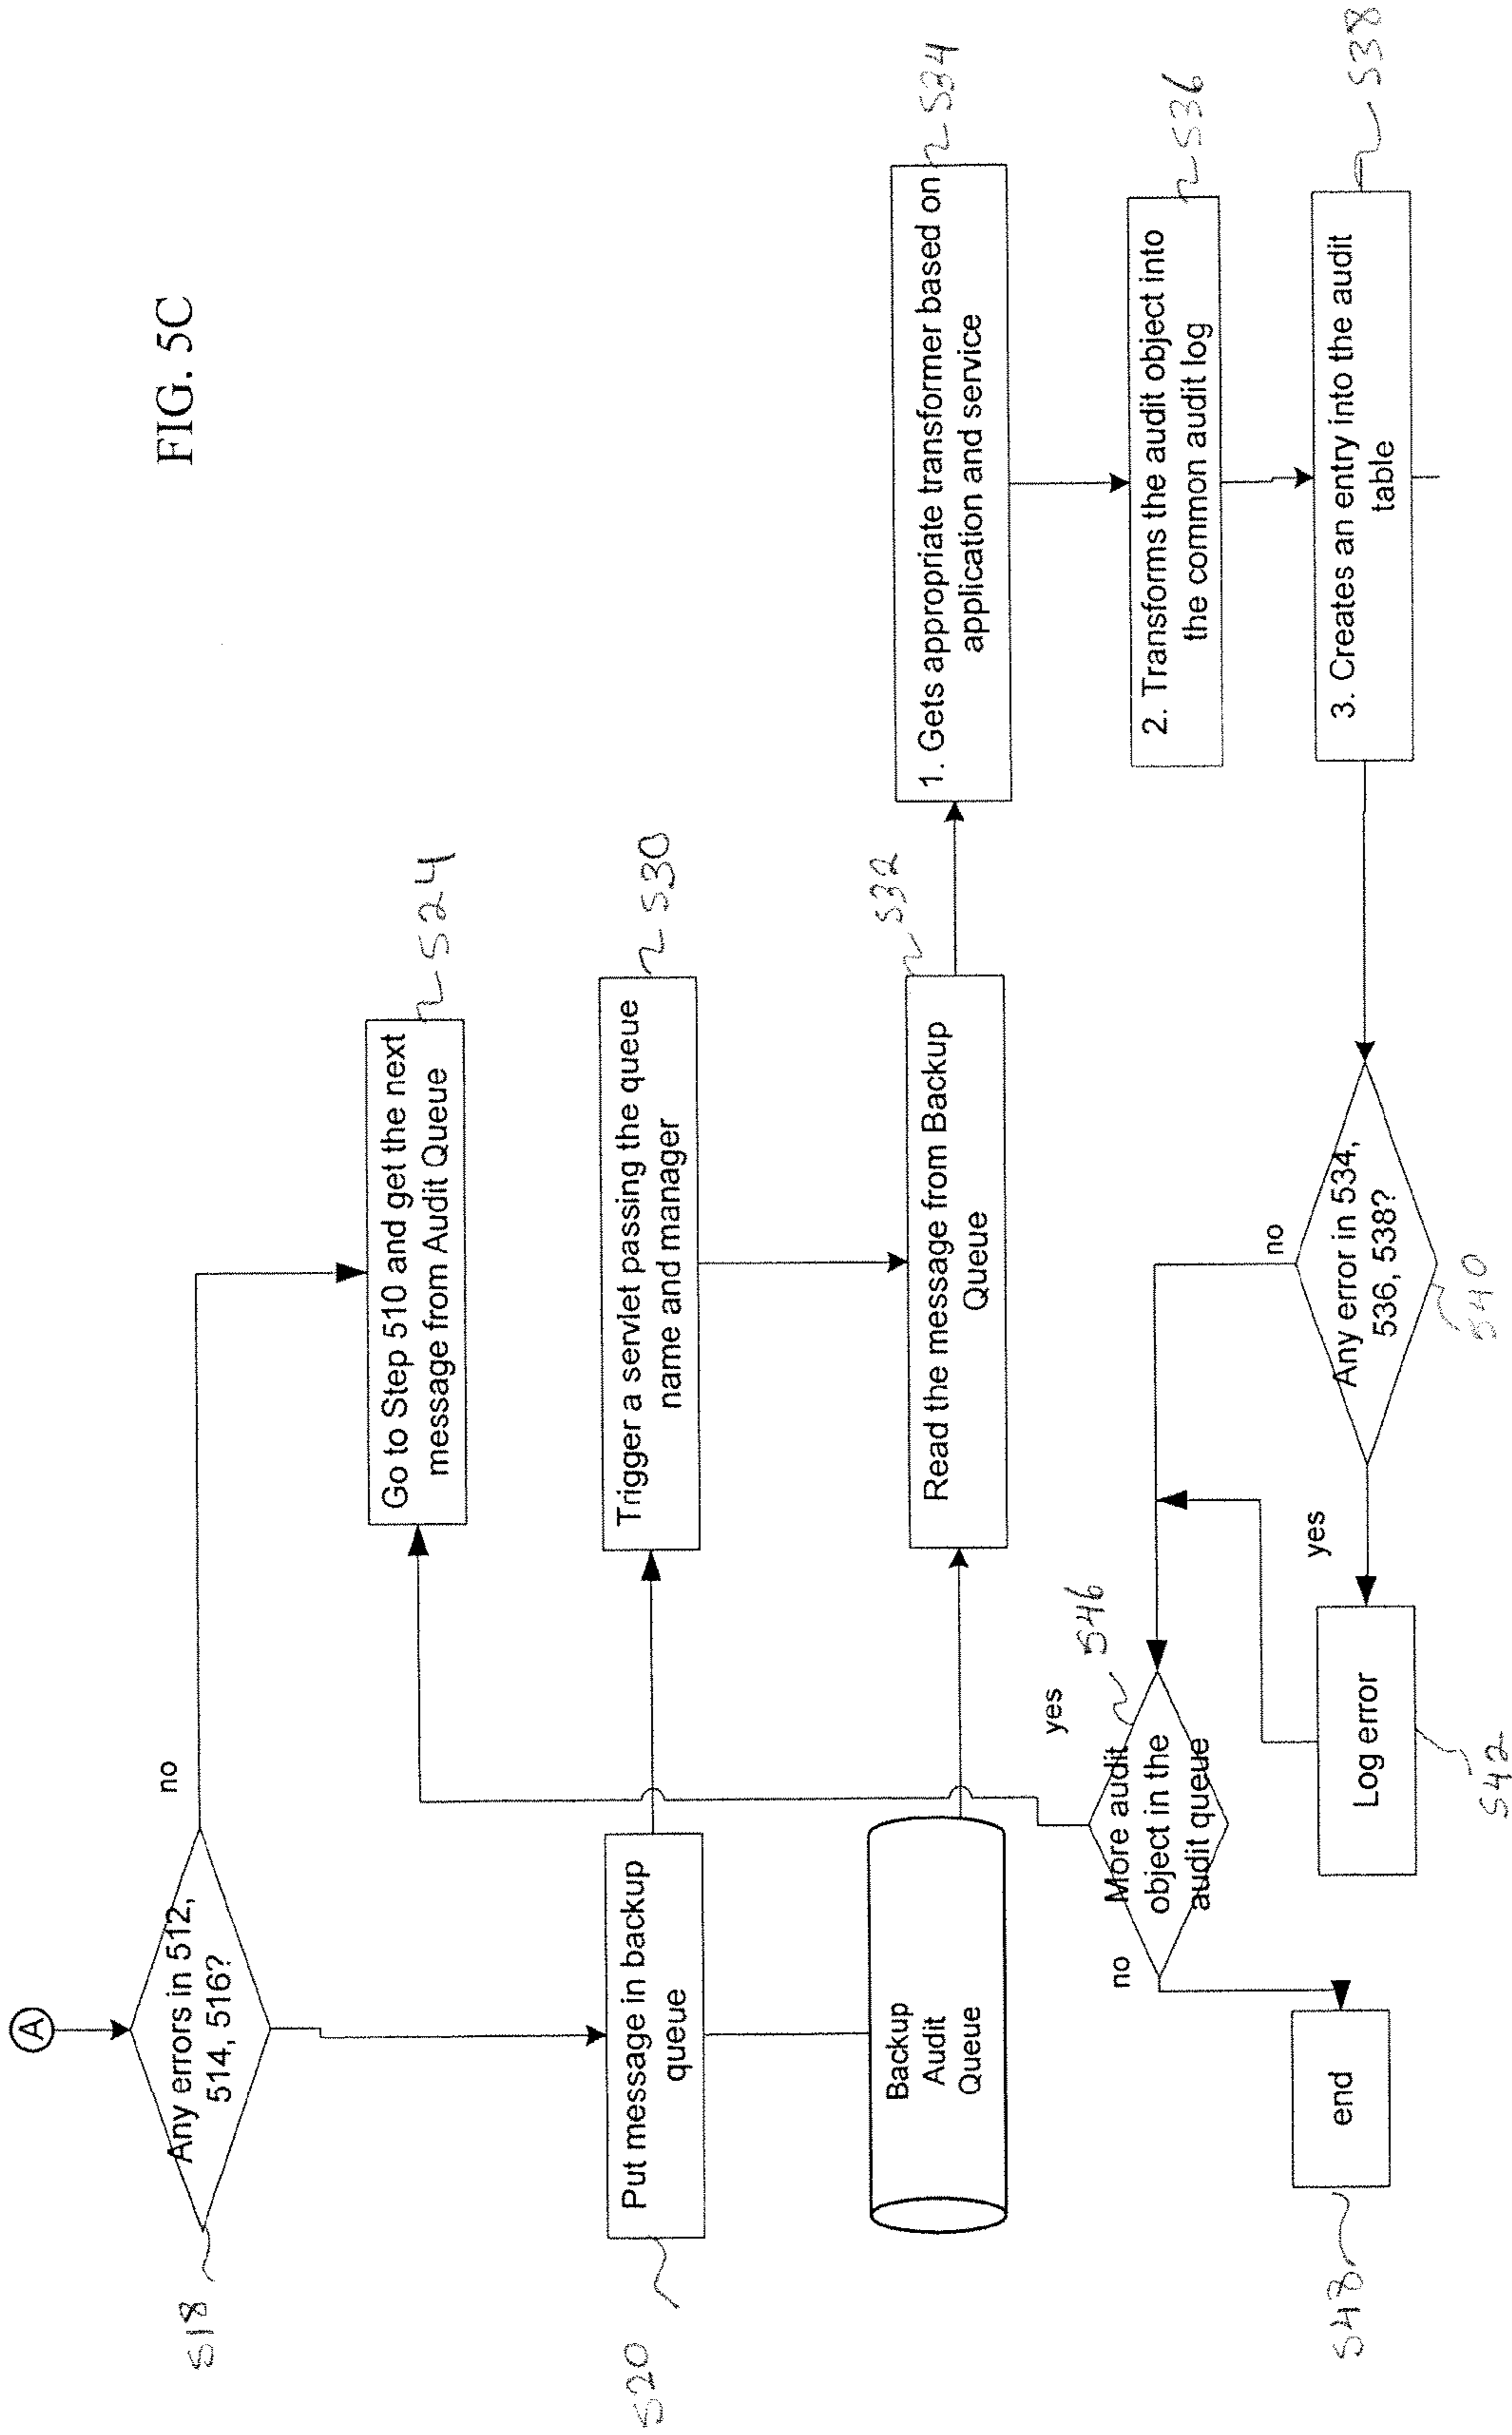 FIG. 5C
A
Any errors in 512,
514, 516?
518
no
Go to Step 510 and get the next
message from Audit Queue
524
Put message in backup
queue
520
Trigger a servlet passing the queue
name and manager
530
Backup
Audit
Queue
Read the message from Backup
Queue
532
1. Gets appropriate transformer based on
application and service
534
2. Transforms the audit object into
the common audit log
536
3. Creates an entry into the audit
table
538
Any error in 534,
536, 538?
540
no
yes
Log error
542
More audit
object in the
audit queue
546
yes
no
end
548